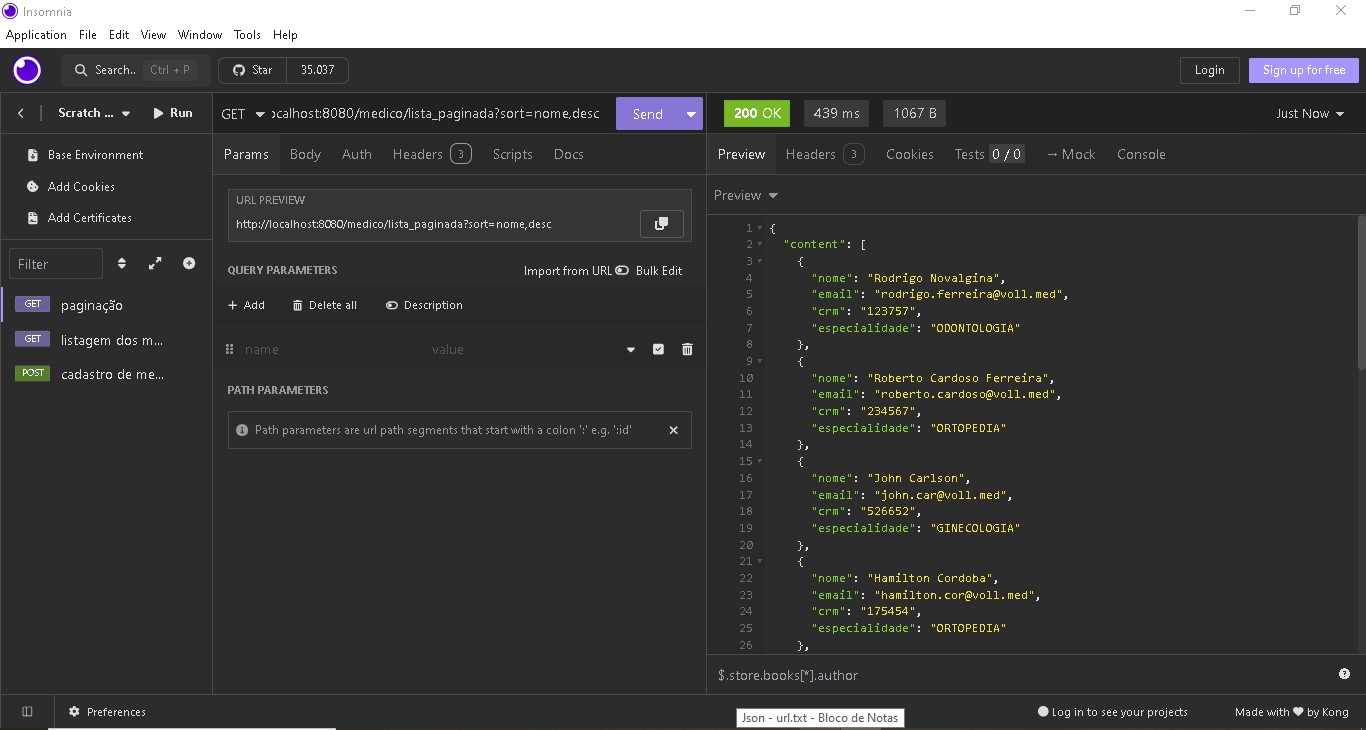 Insomnia
Application File Edit View Window Tools Help
Search.. Ctrl + P
Star 35.037
Login Sign up for free
Scratch ... Run
GET ocalhost:8080/medico/lista_paginada?sort=nome,desc Send
200 OK 439 ms 1067 B Just Now
Base Environment
Add Cookies
Add Certificates
Filter
GET paginação
GET listagem dos m...
POST cadastro de me...
Params Body Auth Headers 3 Scripts Docs
URL PREVIEW
http://localhost:8080/medico/lista_paginada?sort=nome,desc
QUERY PARAMETERS Import from URL Bulk Edit
+ Add Delete all Description
name value
PATH PARAMETERS
Path parameters are url path segments that start with a colon ':' e.g. ':id'
Preview Headers 3 Cookies Tests 0 / 0 → Mock Console
Preview
1 {
2 "content": [
3 {
4 "nome": "Rodrigo Novalgina",
5 "email": "rodrigo.ferreira@voll.med",
6 "crm": "123757",
7 "especialidade": "ODONTOLOGIA"
8 },
9 {
10 "nome": "Roberto Cardoso Ferreira",
11 "email": "roberto.cardoso@voll.med",
12 "crm": "234567",
13 "especialidade": "ORTOPEDIA"
14 },
15 {
16 "nome": "John Carlson",
17 "email": "john.car@voll.med",
18 "crm": "526652",
19 "especialidade": "GINECOLOGIA"
20 },
21 {
22 "nome": "Hamilton Cordoba",
23 "email": "hamilton.cor@voll.med",
24 "crm": "175454",
25 "especialidade": "ORTOPEDIA"
26 },
$.store.books[*].author
Preferences
Json - url.txt - Bloco de Notas
Log in to see your projects
Made with ♥ by Kong